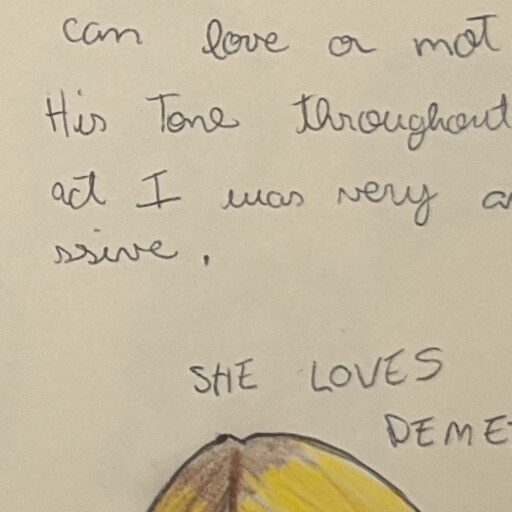 can love or not
His Tone throughout
act I was very
ssive.
SHE LOVES
DEME